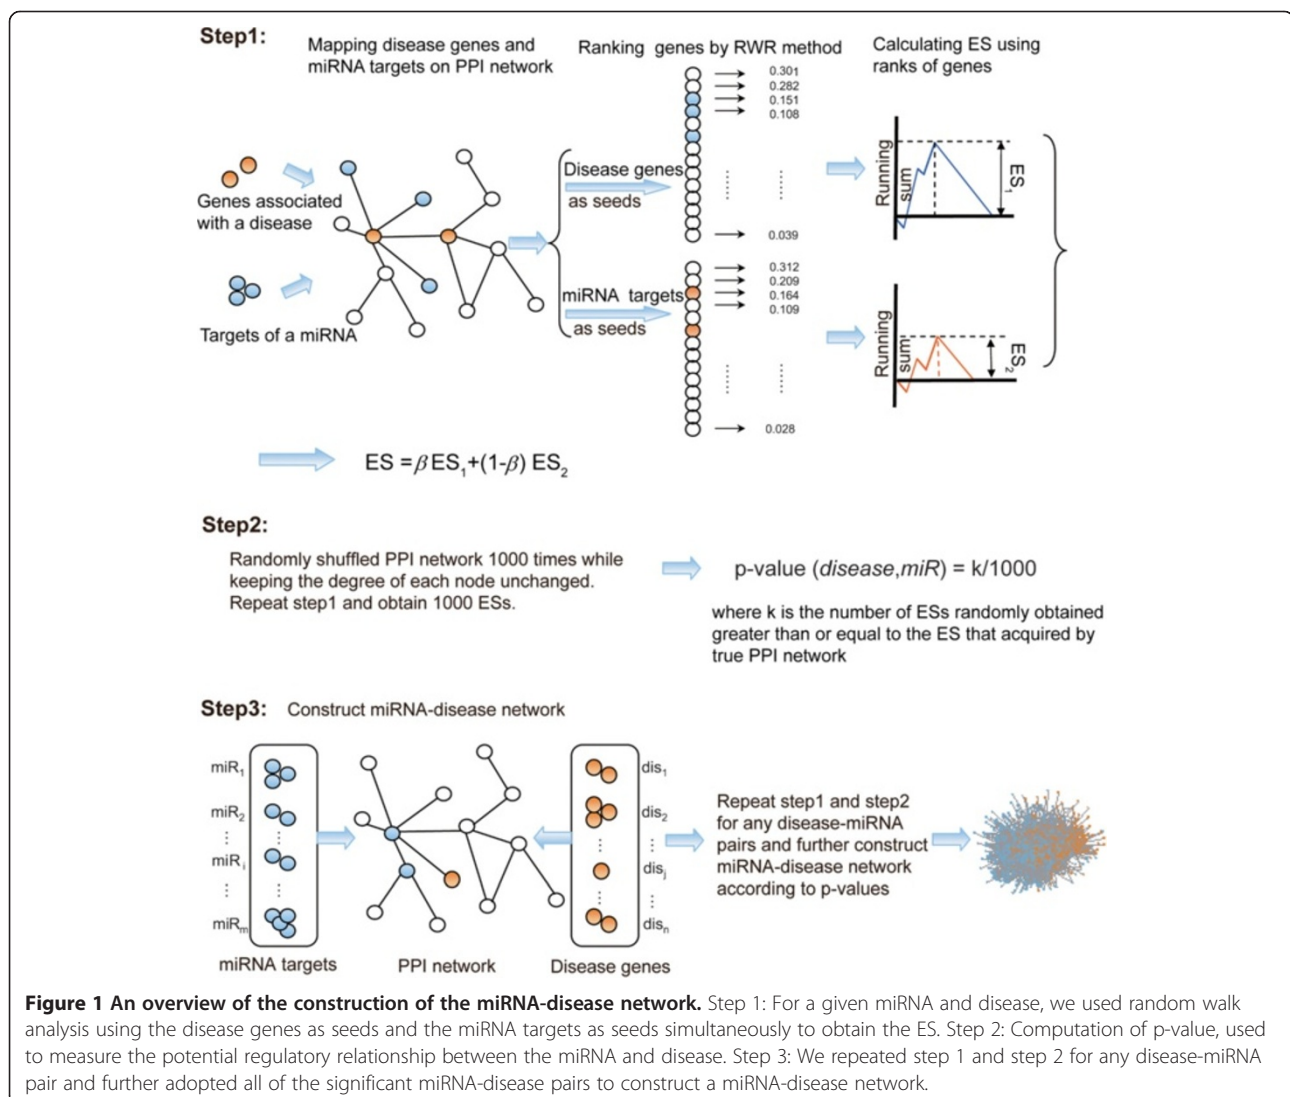 Step1:
Mapping disease genes and
miRNA targets on PPI network
Ranking genes by RWR method
Calculating ES using
ranks of genes
Genes associated
with a disease
Targets of a miRNA
Disease genes
as seeds
miRNA targets
as seeds
0.301
0.282
0.151
0.108
0.039
0.312
0.209
0.164
0.109
0.028
Running
sum
ES1
Running
sum
ES2
ES =βES1+(1-β) ES2
Step2:
Randomly shuffled PPI network 1000 times while
keeping the degree of each node unchanged.
Repeat step1 and obtain 1000 ESs.
p-value (disease,miR) = k/1000
where k is the number of ESs randomly obtained
greater than or equal to the ES that acquired by
true PPI network
Step3:
Construct miRNA-disease network
miR1
miR2
miRi
miRm
miRNA targets
PPI network
dis1
dis2
disj
disn
Disease genes
Repeat step1 and step2
for any disease-miRNA
pairs and further construct
miRNA-disease network
according to p-values
Figure 1 An overview of the construction of the miRNA-disease network. Step 1: For a given miRNA and disease, we used random walk
analysis using the disease genes as seeds and the miRNA targets as seeds simultaneously to obtain the ES. Step 2: Computation of p-value, used
to measure the potential regulatory relationship between the miRNA and disease. Step 3: We repeated step 1 and step 2 for any disease-miRNA
pair and further adopted all of the significant miRNA-disease pairs to construct a miRNA-disease network.